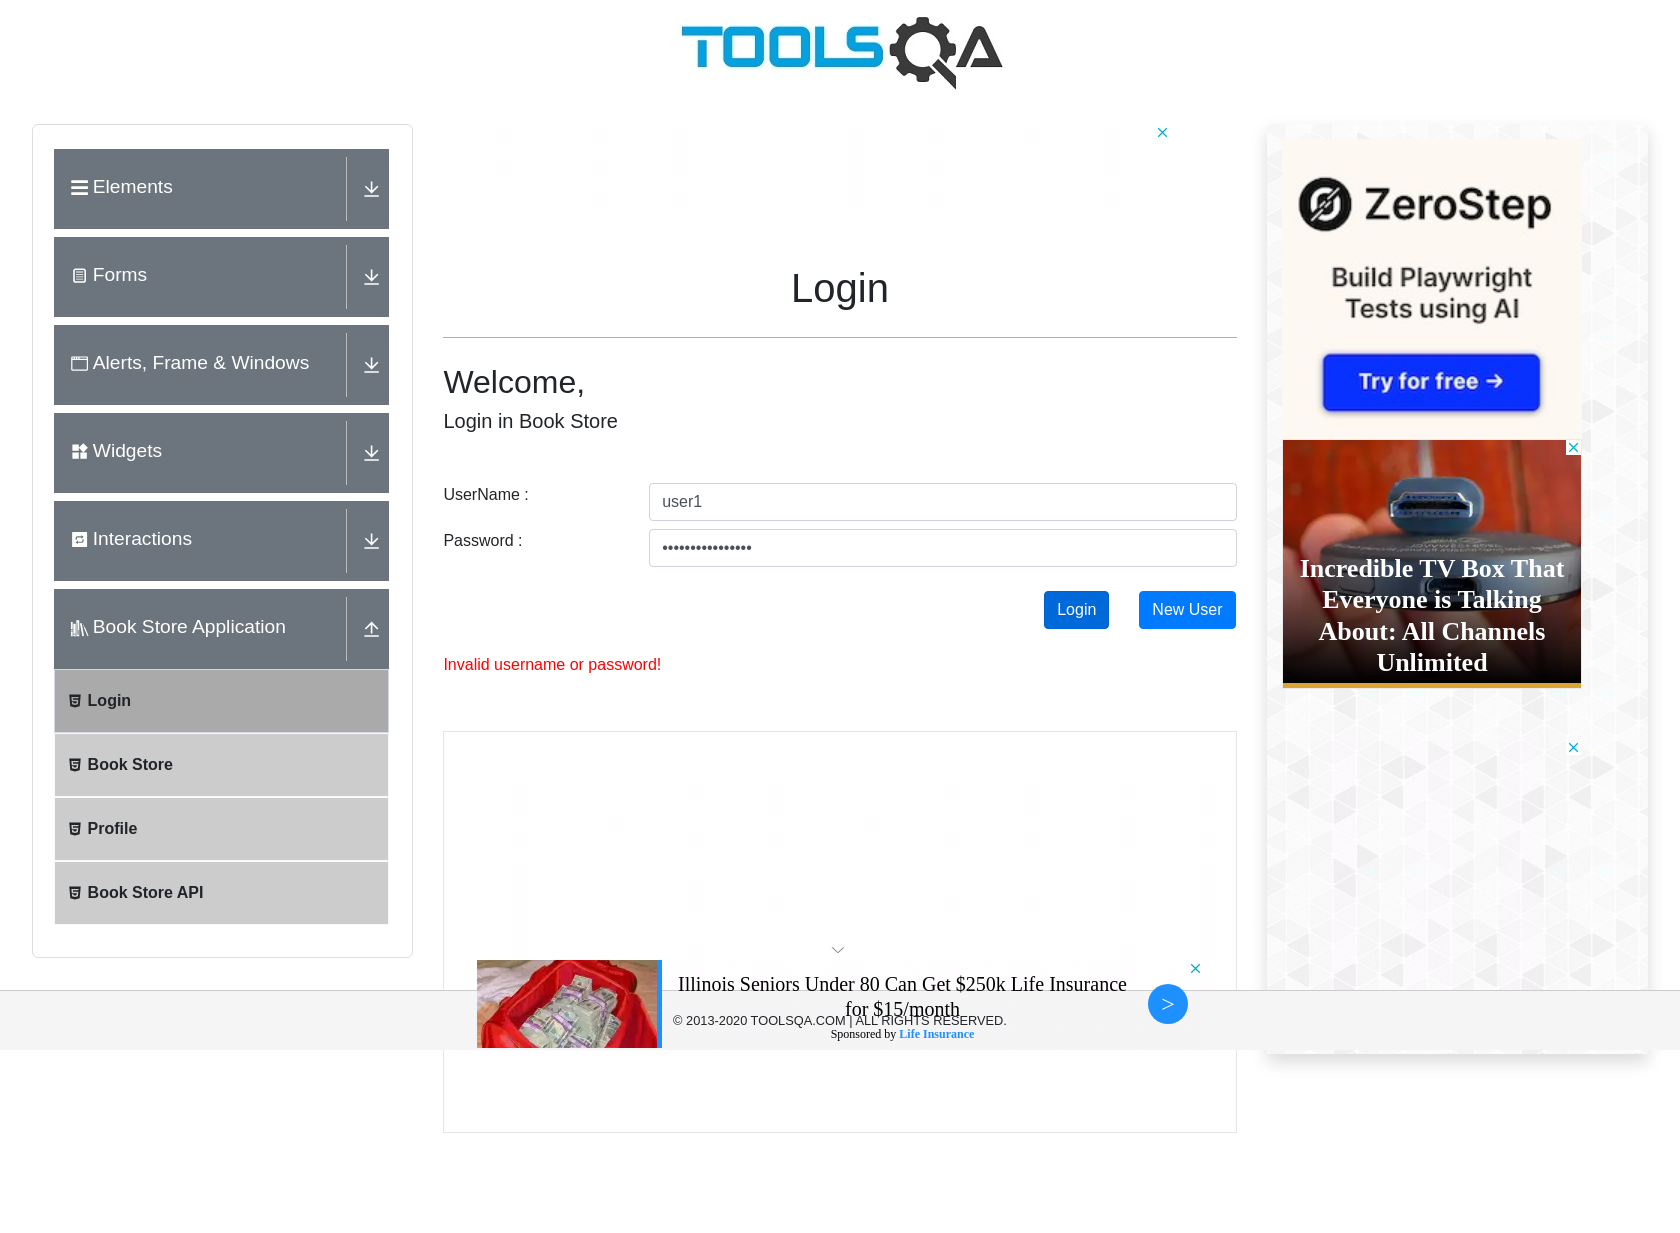 TOOLSQA
Elements
Forms
Alerts, Frame & Windows
Widgets
Interactions
Book Store Application
Login
Book Store
Profile
Book Store API
Login
Welcome,
Login in Book Store
UserName :
user1
Password :
••••••••••••••••
Login
New User
Invalid username or password!
ZeroStep
Build Playwright
Tests using AI
Try for free →
Incredible TV Box That
Everyone is Talking
About: All Channels
Unlimited
Illinois Seniors Under 80 Can Get $250k Life Insurance
for $15/month
© 2013-2020 TOOLSQA.COM | ALL RIGHTS RESERVED.
Sponsored by Life Insurance
>